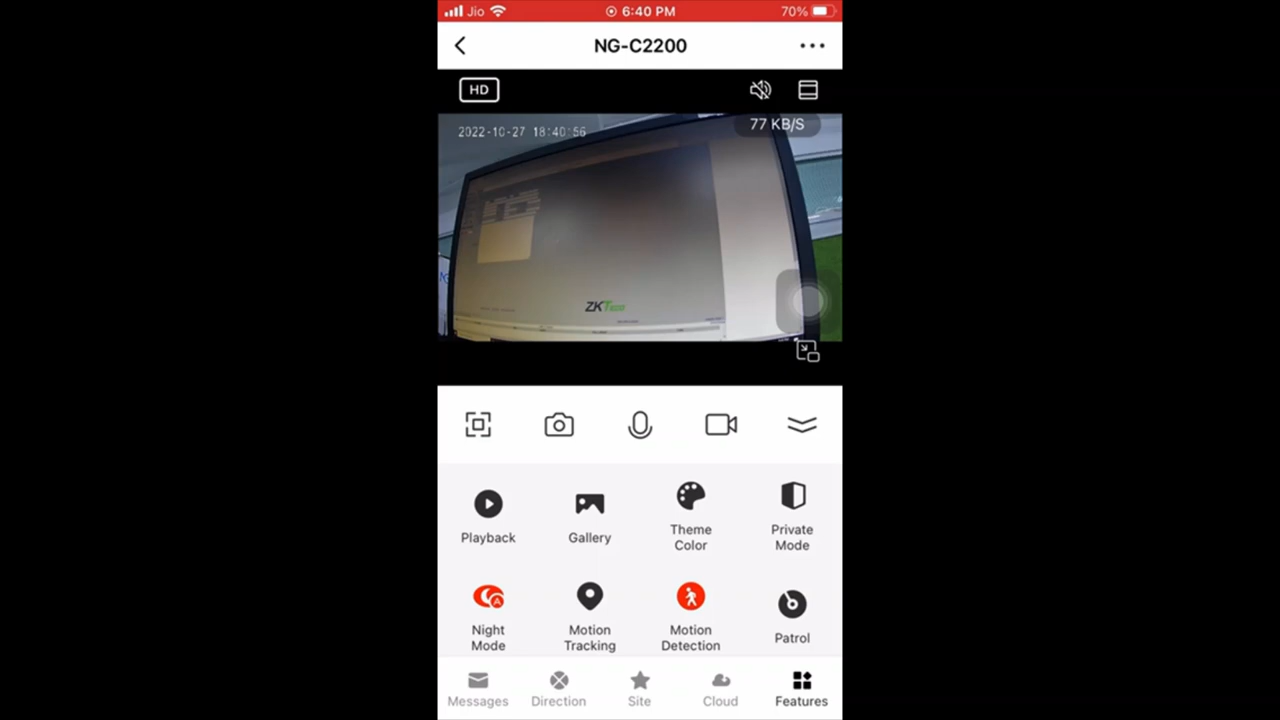 Jio 6:40 PM 70%
NG-C2200
HD
77 KB/S
2022-10-27 18:40:56
ZKTeco
Playback Gallery Theme Color Private Mode
Night Mode Motion Tracking Motion Detection Patrol
Messages Direction Site Cloud Features